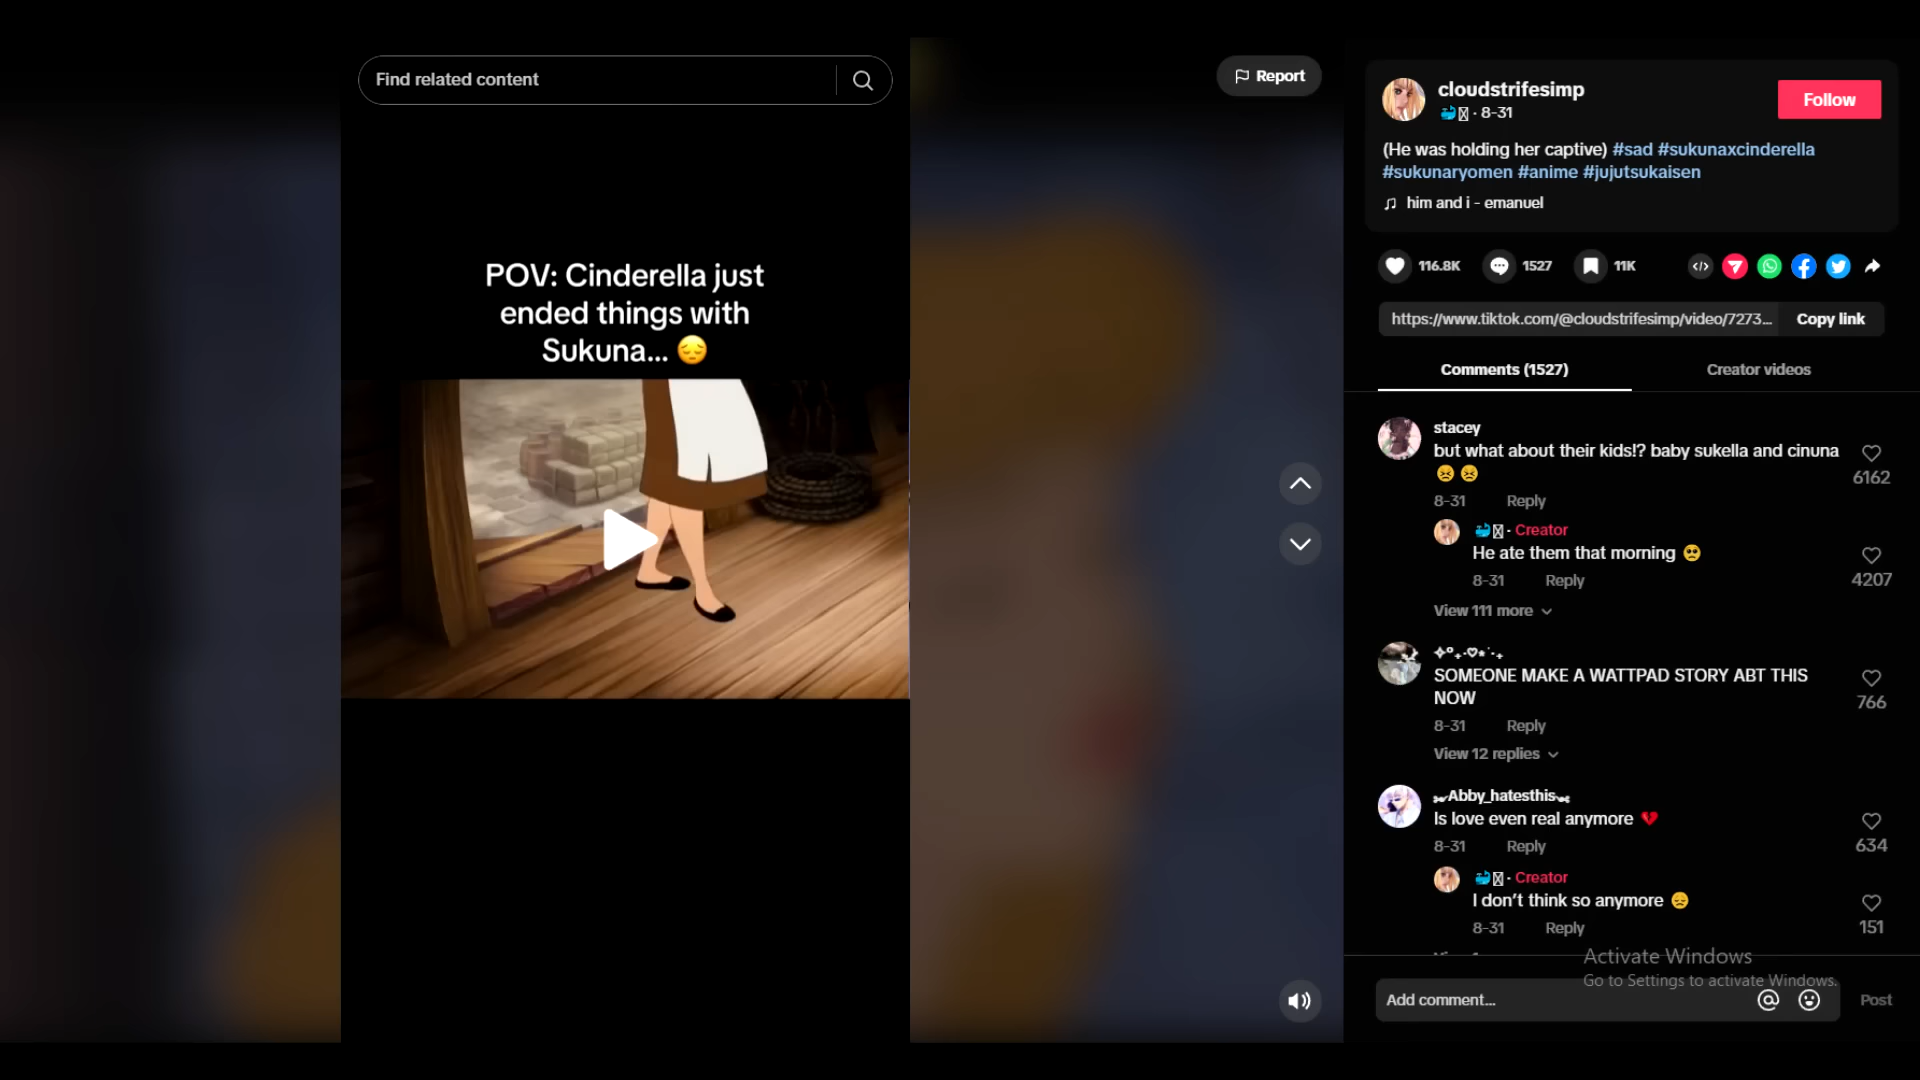 Find related content
Report
POV: Cinderella just
ended things with
Sukuna... 😔
cloudstrifesimp
· 8-31
Follow
(He was holding her captive) #sad #sukunaxcinderella
#sukunaryomen #anime #jujutsukaisen
him and i - emanuel
116.8K
1527
11K
https://www.tiktok.com/@cloudstrifesimp/video/7273...
Copy link
Comments (1527)
Creator videos
stacey
but what about their kids!? baby sukella and cinuna
😣 😣
6162
8-31 Reply
· Creator
He ate them that morning 🥺
4207
8-31 Reply
View 111 more
SOMEONE MAKE A WATTPAD STORY ABT THIS
NOW
766
8-31 Reply
View 12 replies
Abby_hatesthis
Is love even real anymore 💔
634
8-31 Reply
· Creator
I don't think so anymore 😞
151
8-31 Reply
Activate Windows
Go to Settings to activate Windows.
Add comment...
Post